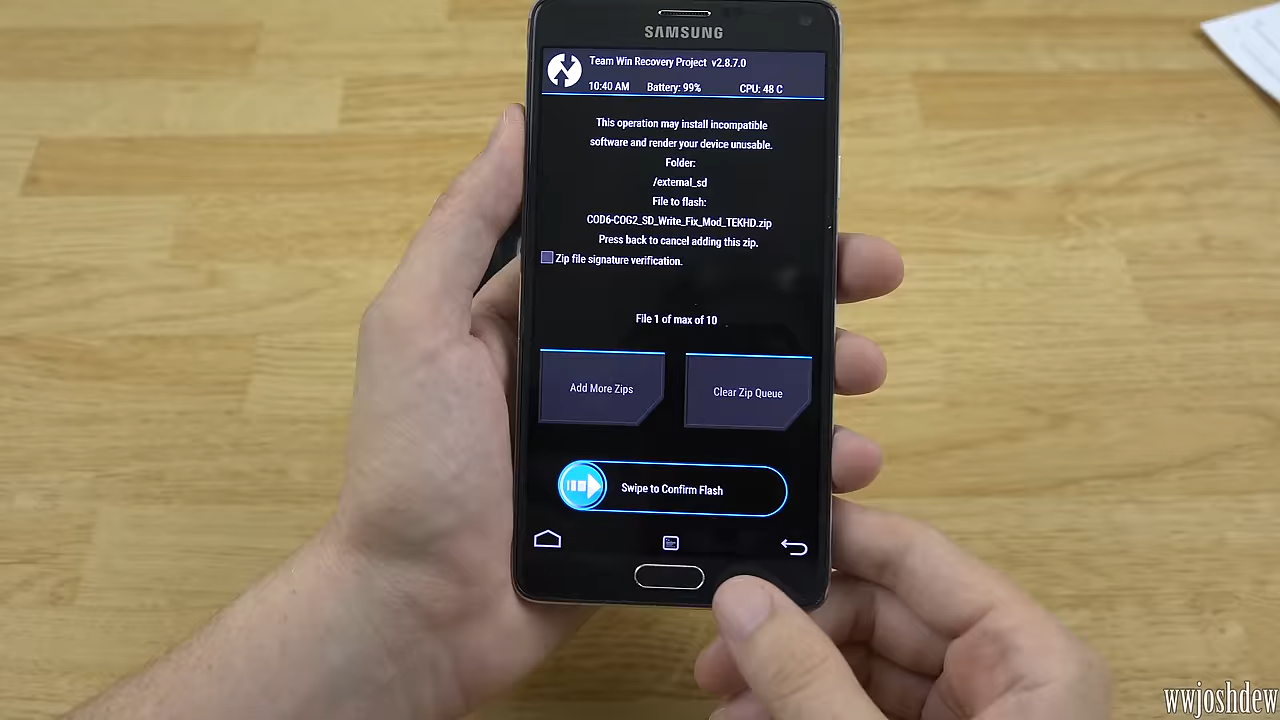 SAMSUNG
Team Win Recovery Project v2.8.7.0
10:40 AM Battery: 99% CPU: 48 C
This operation may install incompatible
software and render your device unusable.
Folder:
/external_sd
File to flash:
COD6-COG2_SD_Write_Fix_Mod_TEKHD.zip
Press back to cancel adding this zip.
Zip file signature verification.
File 1 of max of 10
Add More Zips Clear Zip Queue
Swipe to Confirm Flash
wwjoshdew